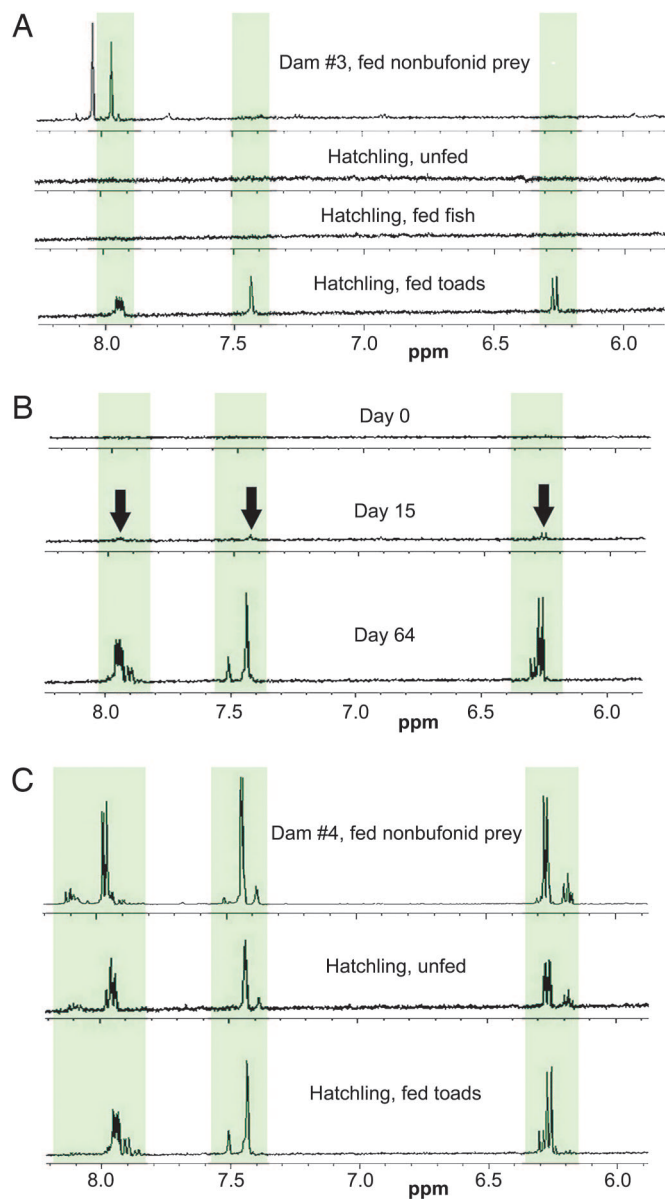 A
Dam #3, fed nonbufonid prey
Hatchling, unfed
Hatchling, fed fish
Hatchling, fed toads
8.0 7.5 7.0 6.5 6.0
ppm
B
Day 0
Day 15
Day 64
8.0 7.5 7.0 6.5 6.0
ppm
C
Dam #4, fed nonbufonid prey
Hatchling, unfed
Hatchling, fed toads
8.0 7.5 7.0 6.5 6.0
ppm